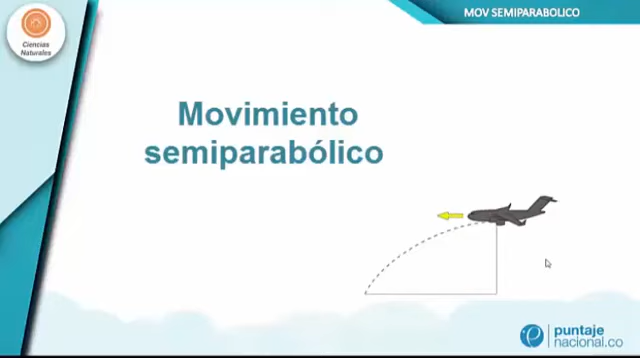 MOV SEMIPARABOLICO
Ciencias
Naturales
Movimiento
semiparabólico
puntaje
nacional.co